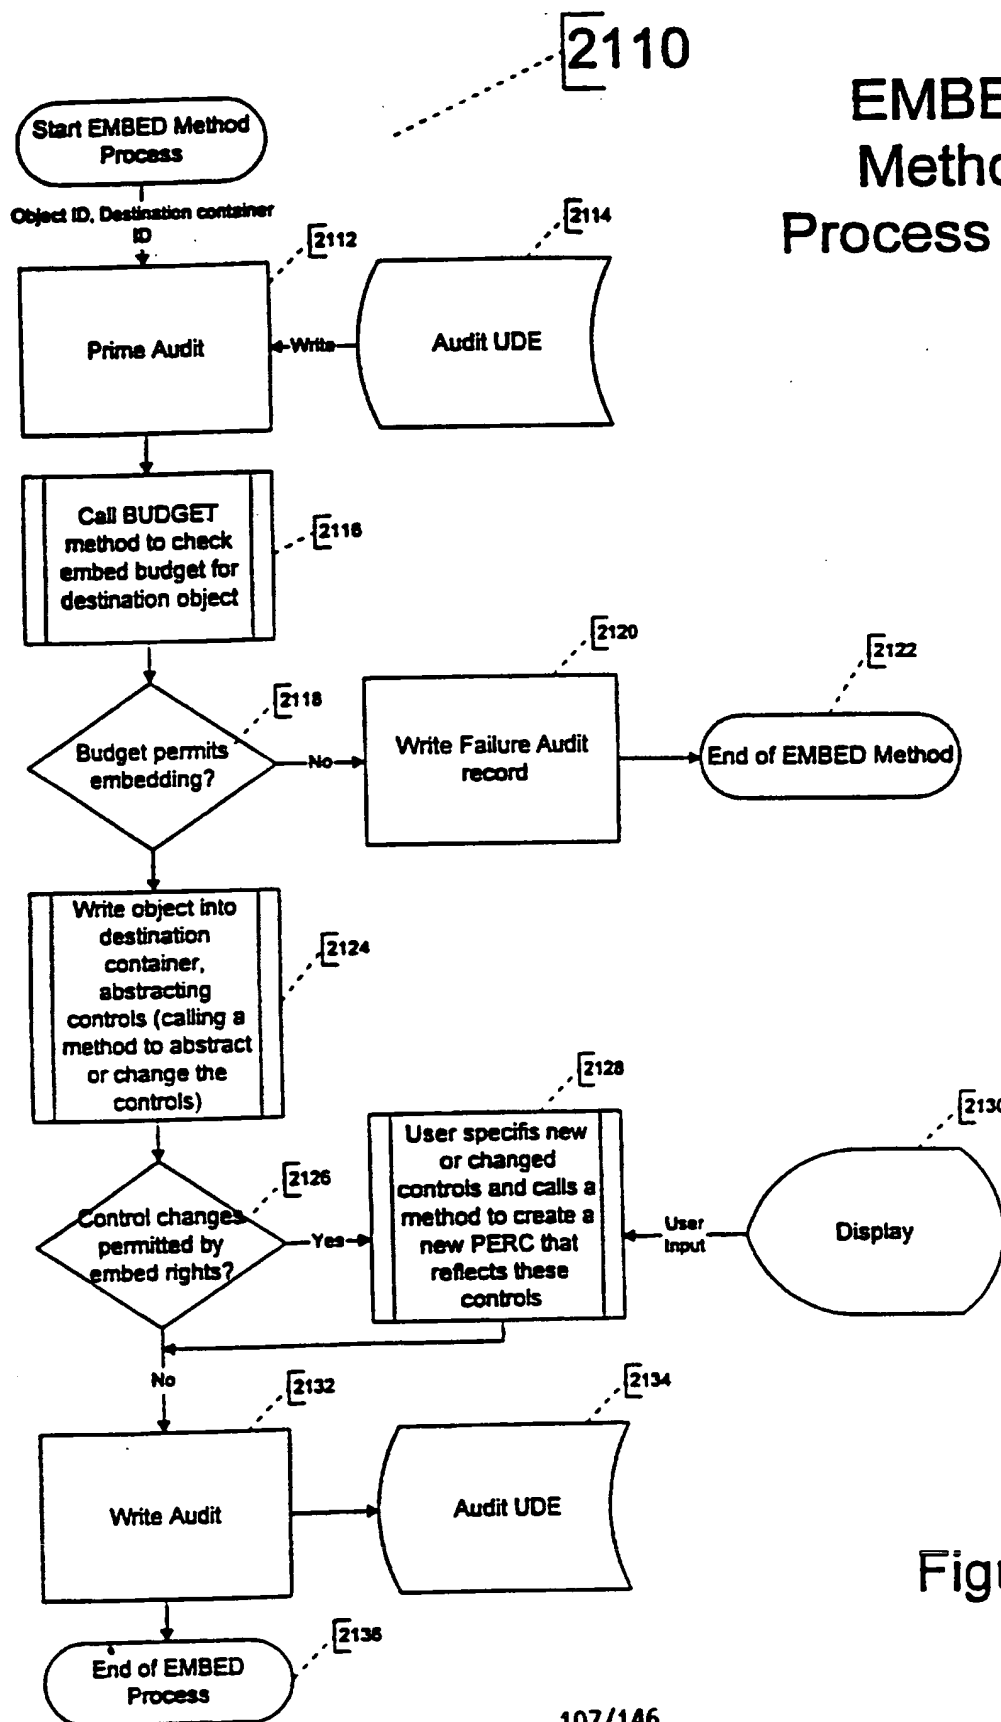 2110
EMBE
Metho
Process
Start EMBED Method
Process
Object ID, Destination container
ID
2112
2114
Prime Audit
Write
Audit UDE
Call BUDGET
method to check
embed budget for
destination object
2116
2118
2120
2122
Budget permits
embedding?
No
Write Failure Audit
record
End of EMBED Method
Write object into
destination
container,
abstracting
controls (calling a
method to abstract
or change the
controls)
2124
2128
2130
User specifis new
or changed
controls and calls a
method to create a
new PERC that
reflects these
controls
2126
Control changes
permitted by
embed rights?
Yes
User
Input
Display
No
2132
2134
Write Audit
Audit UDE
Figu
2136
End of EMBED
Process
107/146